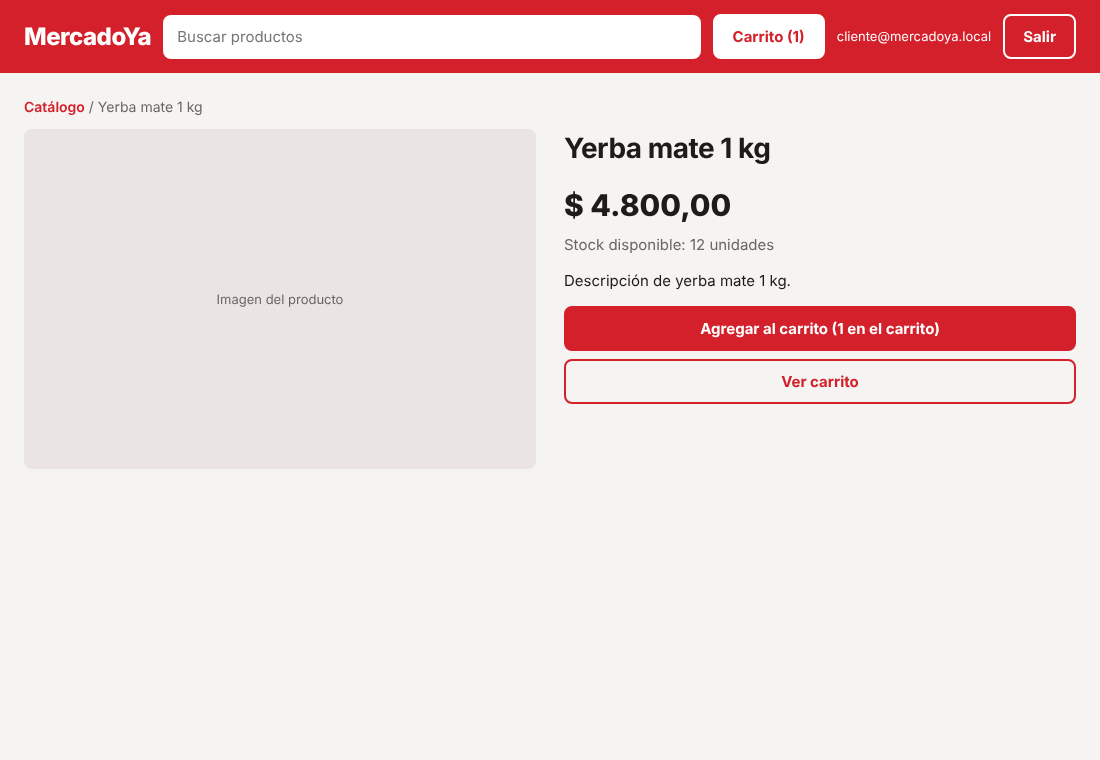 MercadoYa
Buscar productos
Carrito (1)
cliente@mercadoya.local
Salir
Catálogo / Yerba mate 1 kg
Imagen del producto
Yerba mate 1 kg
$ 4.800,00
Stock disponible: 12 unidades
Descripción de yerba mate 1 kg.
Agregar al carrito (1 en el carrito)
Ver carrito